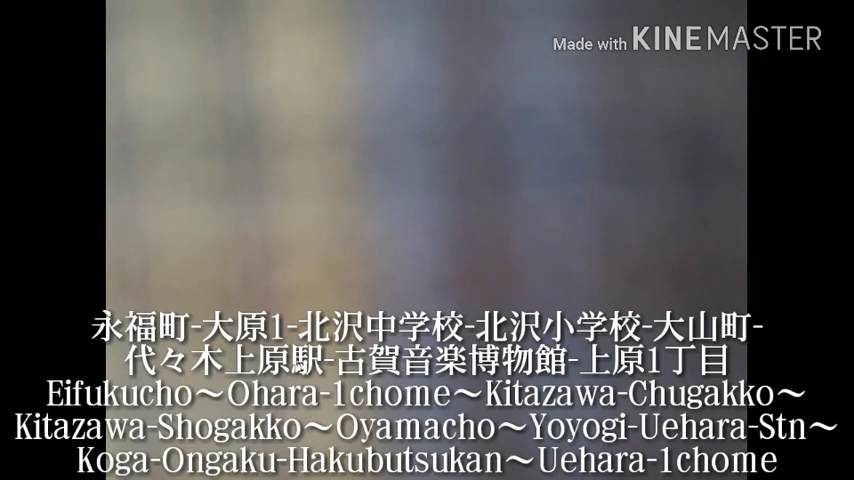 Made with KINEMASTER
永福町-大原1-北沢中学校-北沢小学校-大山町-
代々木上原駅-古賀音楽博物館-上原1丁目
Eifukucho～Ohara-1chome～Kitazawa-Chugakko～
Kitazawa-Shogakko～Oyamacho～Yoyogi-Uehara-Stn～
Koga-Ongaku-Hakubutsukan～Uehara-1chome